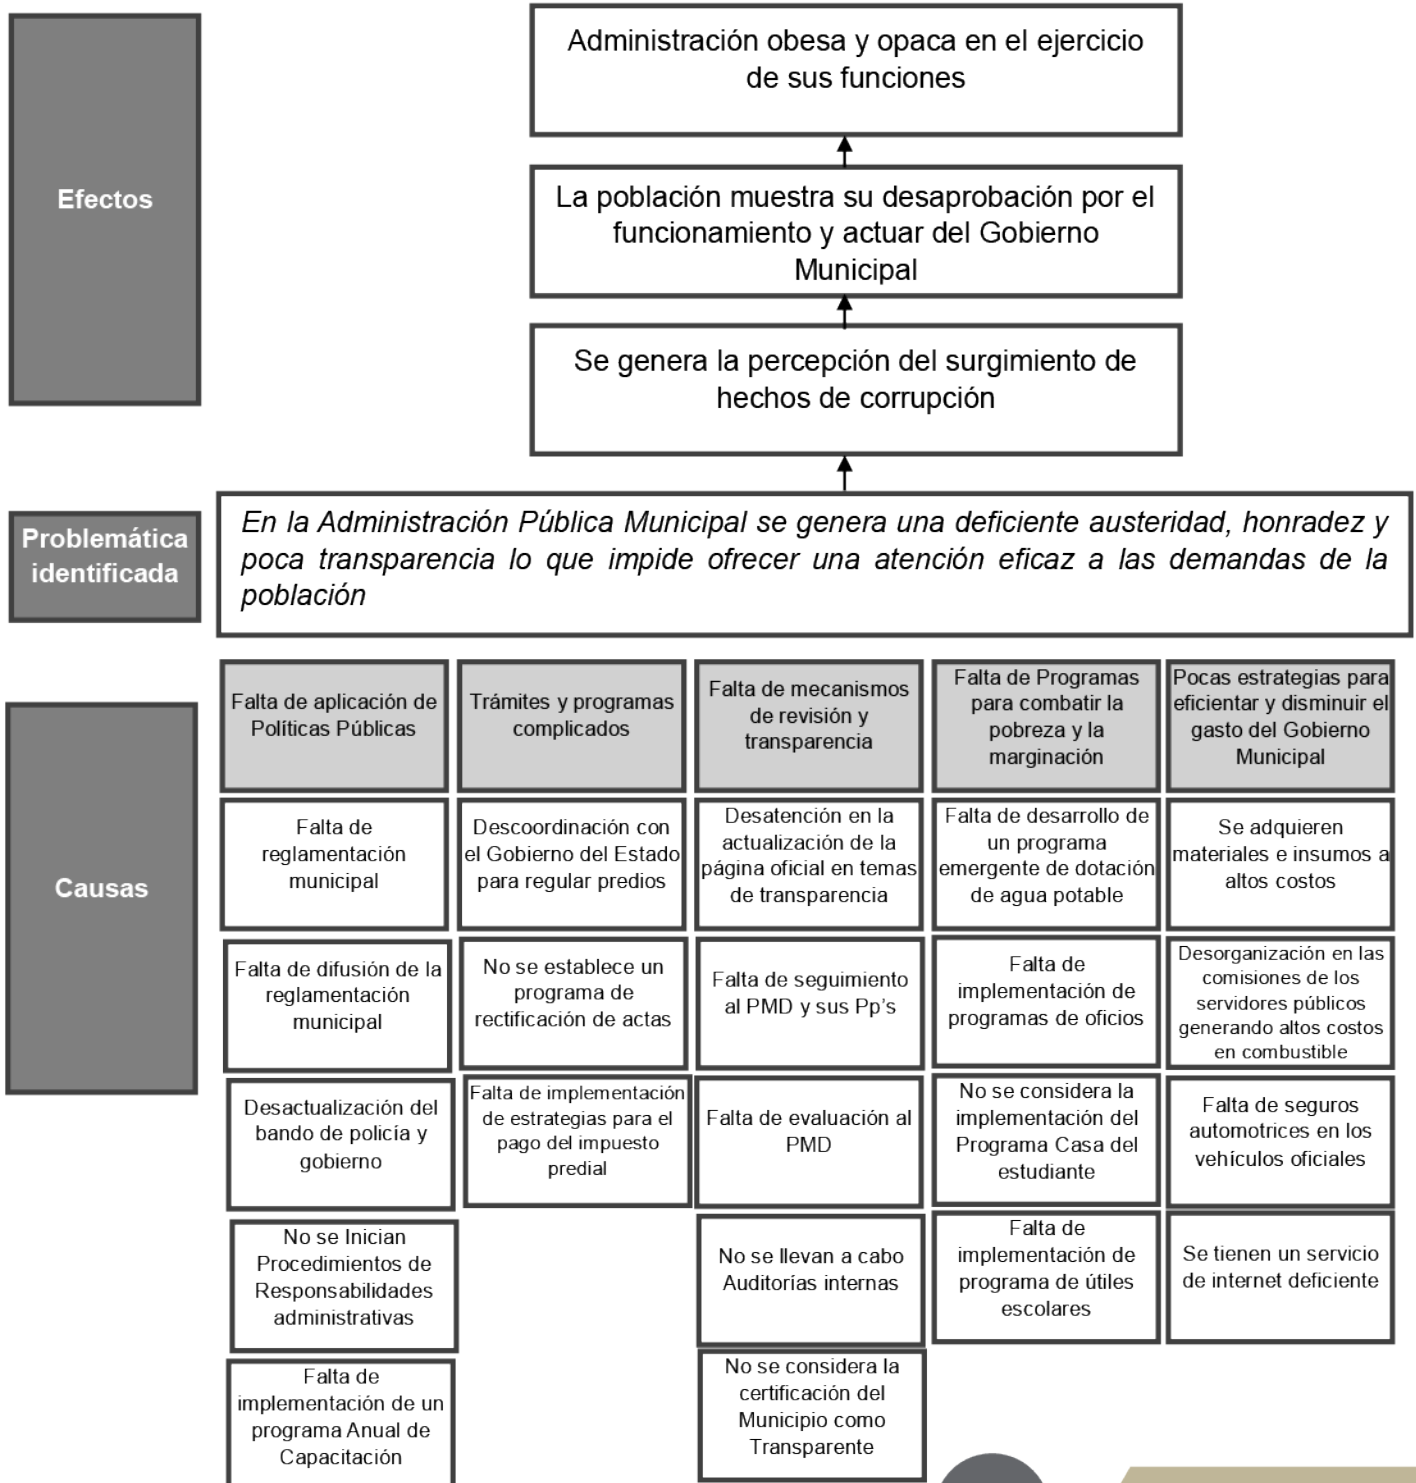 Administración obesa y opaca en el ejercicio
de sus funciones
Efectos
La población muestra su desaprobación por el
funcionamiento y actuar del Gobierno
Municipal
Se genera la percepción del surgimiento de
hechos de corrupción
Problemática
identificada
En la Administración Pública Municipal se genera una deficiente austeridad, honradez y
poca transparencia lo que impide ofrecer una atención eficaz a las demandas de la
población
Causas
Falta de aplicación de
Políticas Públicas
Trámites y programas
complicados
Falta de mecanismos
de revisión y
transparencia
Falta de Programas
para combatir la
pobreza y la
marginación
Pocas estrategias para
eficientar y disminuir el
gasto del Gobierno
Municipal
Falta de
reglamentación
municipal
Descoordinación con
el Gobierno del Estado
para regular predios
Desatención en la
actualización de la
página oficial en temas
de transparencia
Falta de desarrollo de
un programa
emergente de dotación
de agua potable
Se adquieren
materiales e insumos a
altos costos
Falta de difusión de la
reglamentación
municipal
No se establece un
programa de
rectificación de actas
Falta de seguimiento
al PMD y sus Pp’s
Falta de
implementación de
programas de oficios
Desorganización en las
comisiones de los
servidores públicos
generando altos costos
en combustible
Desactualización del
bando de policía y
gobierno
Falta de implementación
de estrategias para el
pago del impuesto
predial
Falta de evaluación al
PMD
No se considera la
implementación del
Programa Casa del
estudiante
Falta de seguros
automotrices en los
vehículos oficiales
No se Inician
Procedimientos de
Responsabilidades
administrativas
No se llevan a cabo
Auditorías internas
Falta de
implementación de
programa de útiles
escolares
Se tienen un servicio
de internet deficiente
Falta de
implementación de un
programa Anual de
Capacitación
No se considera la
certificación del
Municipio como
Transparente